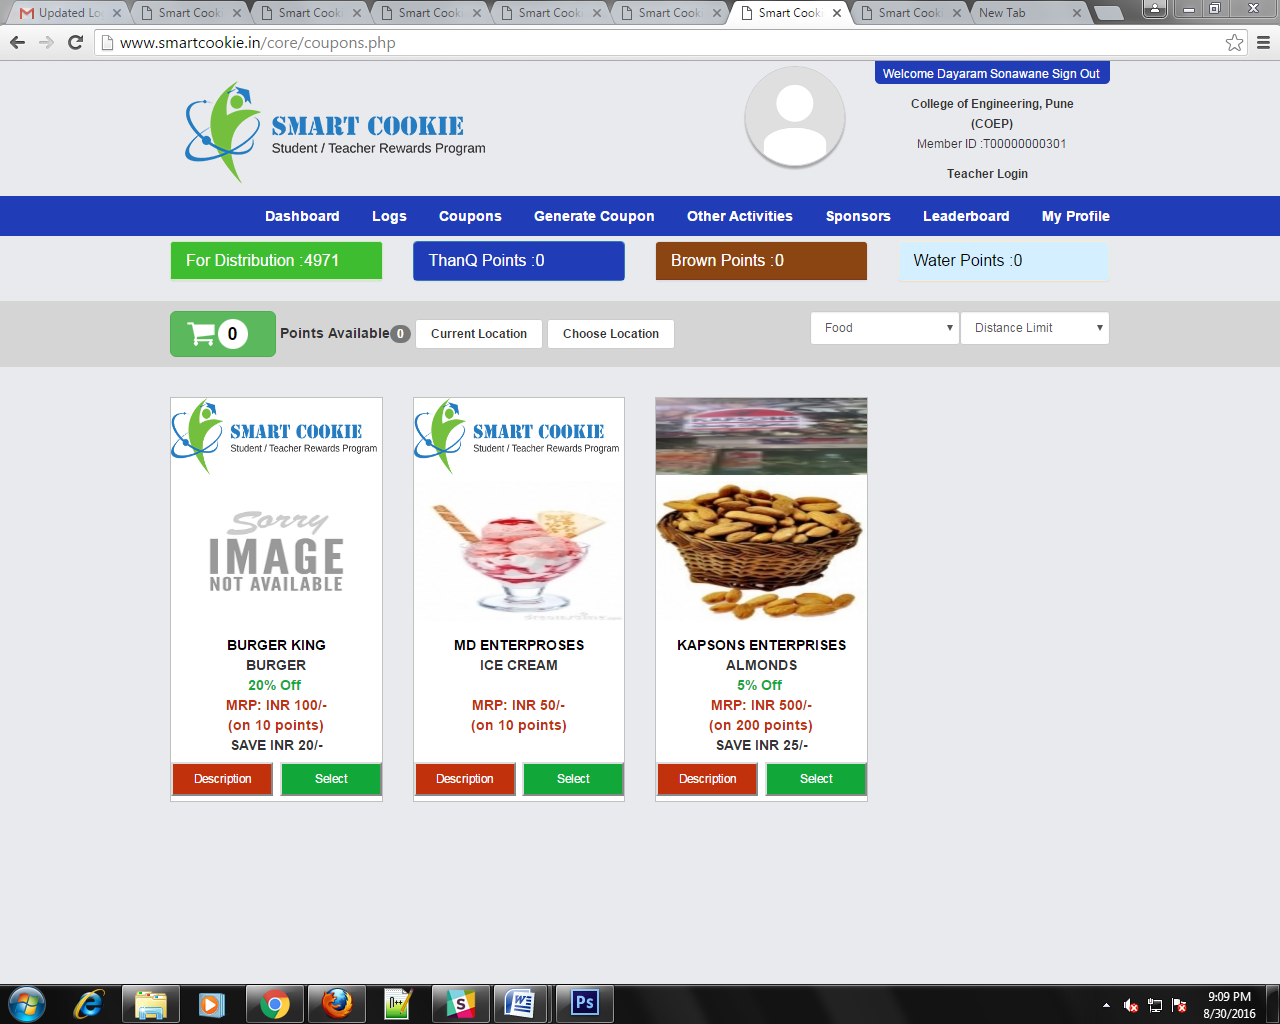 Updated Lo
Smart Cooki
Smart Cooki
Smart Cooki
Smart Cooki
Smart Cooki
Smart Cooki
Smart Cooki
New Tab
www.smartcookie.in/core/coupons.php
SMART COOKIE
Student / Teacher Rewards Program
Welcome Dayaram Sonawane Sign Out
College of Engineering, Pune
(COEP)
Member ID :T00000000301
Teacher Login
Dashboard Logs Coupons Generate Coupon Other Activities Sponsors Leaderboard My Profile
For Distribution :4971
ThanQ Points :0
Brown Points :0
Water Points :0
0
Points Available 0
Current Location
Choose Location
Food
Distance Limit
SMART COOKIE
Student / Teacher Rewards Program
Sorry
IMAGE
NOT AVAILABLE
BURGER KING
BURGER
20% Off
MRP: INR 100/-
(on 10 points)
SAVE INR 20/-
Description Select
SMART COOKIE
Student / Teacher Rewards Program
MD ENTERPROSES
ICE CREAM
MRP: INR 50/-
(on 10 points)
Description Select
KAPSONS ENTERPRISES
ALMONDS
5% Off
MRP: INR 500/-
(on 200 points)
SAVE INR 25/-
Description Select
9:09 PM
8/30/2016